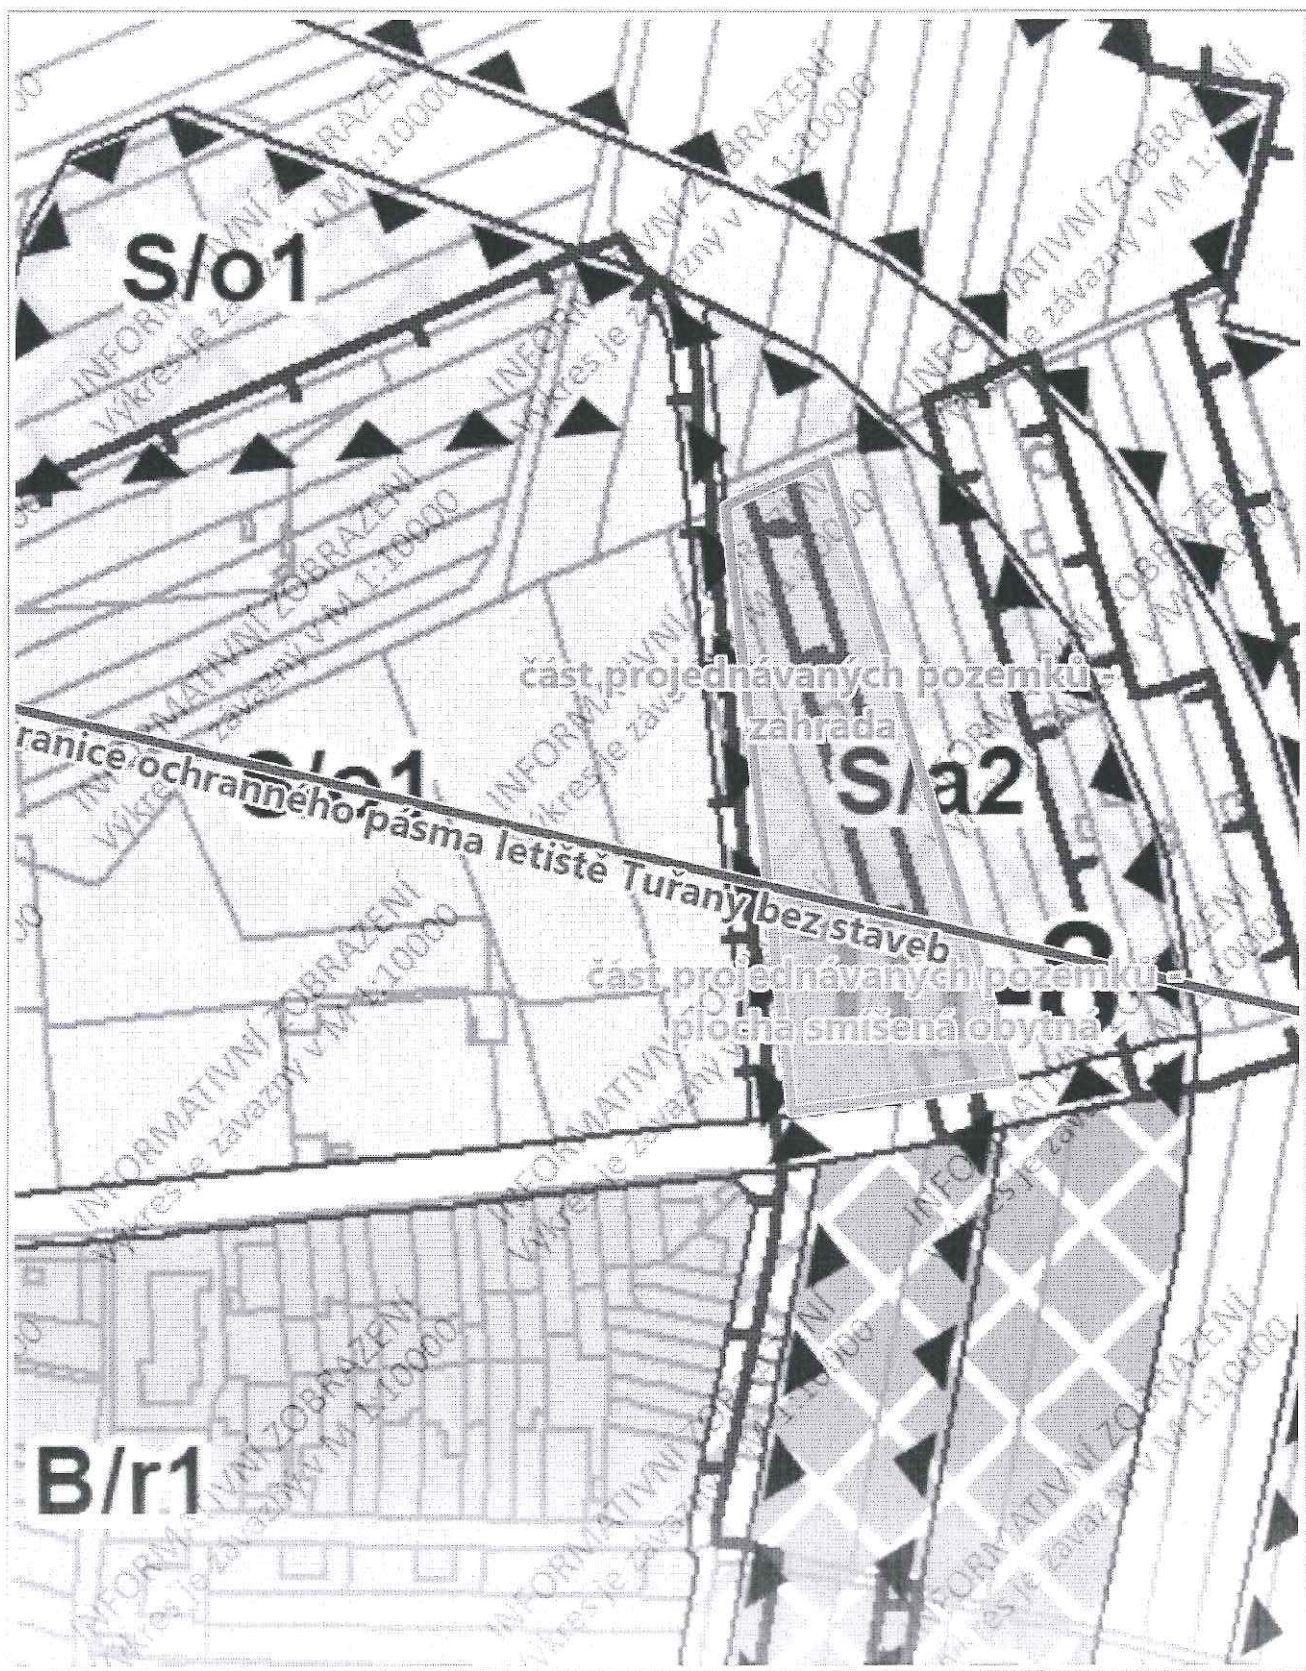 INFORMATIVNÍ ZOBRAZENÍ
Výkres je závazný v M 1:10000
S/o1
část projednávaných pozemků -
zahrada
S/a2
S/o1
ranice ochranného pásma letiště Tuřany bez staveb
část projednávaných pozemků -
plocha smíšená obytná
B/r1